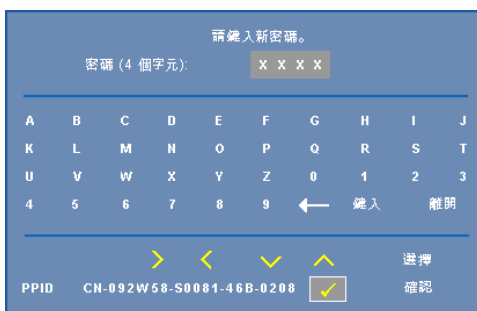 請鍵入新密碼。
密碼 (4 個字元): X X X X
A B C D E F G H I J
K L M N O P Q R S T
U V W X Y Z 0 1 2 3
4 5 6 7 8 9 ← 鍵入 離開
選擇
PPID CN-092W58-S0081-46B-0208 ✓ 確認